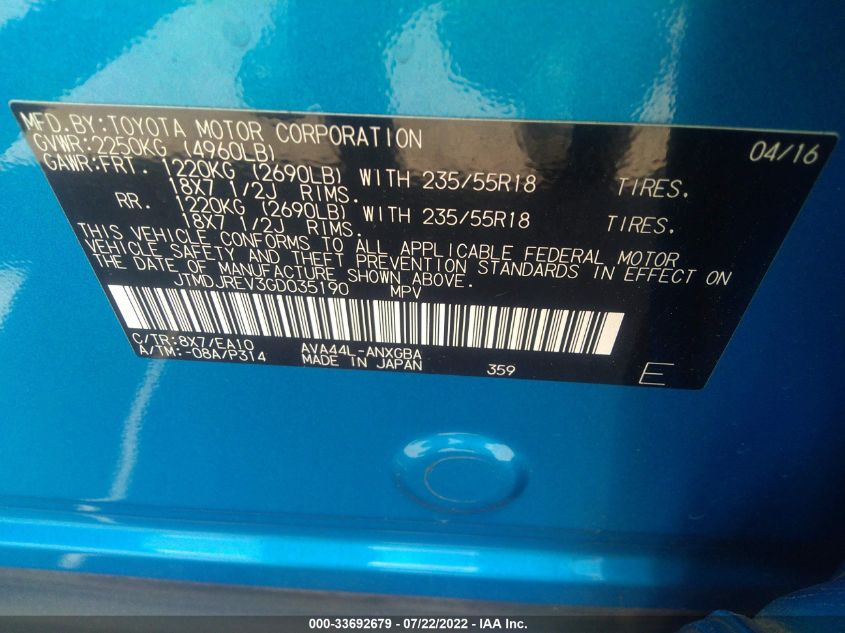 MFD.BY:TOYOTA MOTOR CORPORATION 04/16
GVWR:2250KG (4960LB)
GAWR:FRT. 1220KG (2690LB) WITH 235/55R18 TIRES.
18X7 1/2J RIMS.
RR. 1220KG (2690LB) WITH 235/55R18 TIRES.
18X7 1/2J RIMS.
THIS VEHICLE CONFORMS TO ALL APPLICABLE FEDERAL MOTOR
VEHICLE SAFETY AND THEFT PREVENTION STANDARDS IN EFFECT ON
THE DATE OF MANUFACTURE SHOWN ABOVE.
JTMDJREV3GD035190 MPV
C/TR:8X7/EA10 AVA44L-ANXGBA
A/TM:-08A/P314 MADE IN JAPAN 359 E
000-33692679 - 07/22/2022 - IAA Inc.